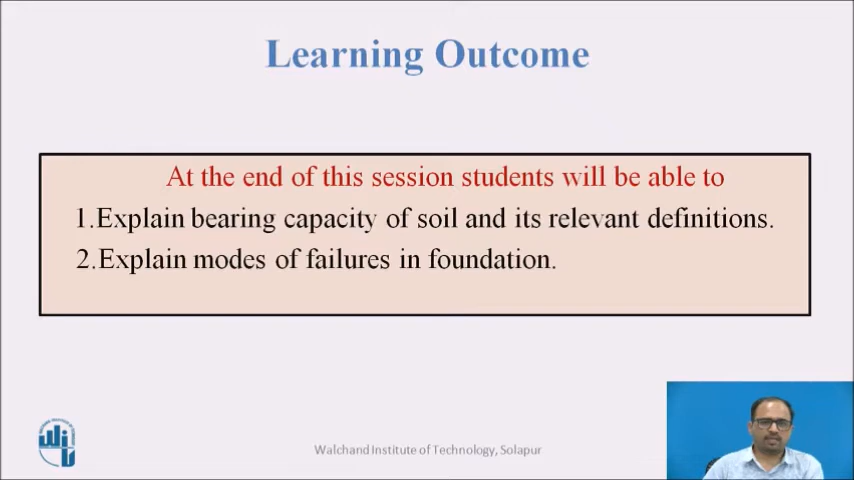 Learning Outcome
At the end of this session students will be able to
1.Explain bearing capacity of soil and its relevant definitions.
2.Explain modes of failures in foundation.
Walchand Institute of Technology, Solapur